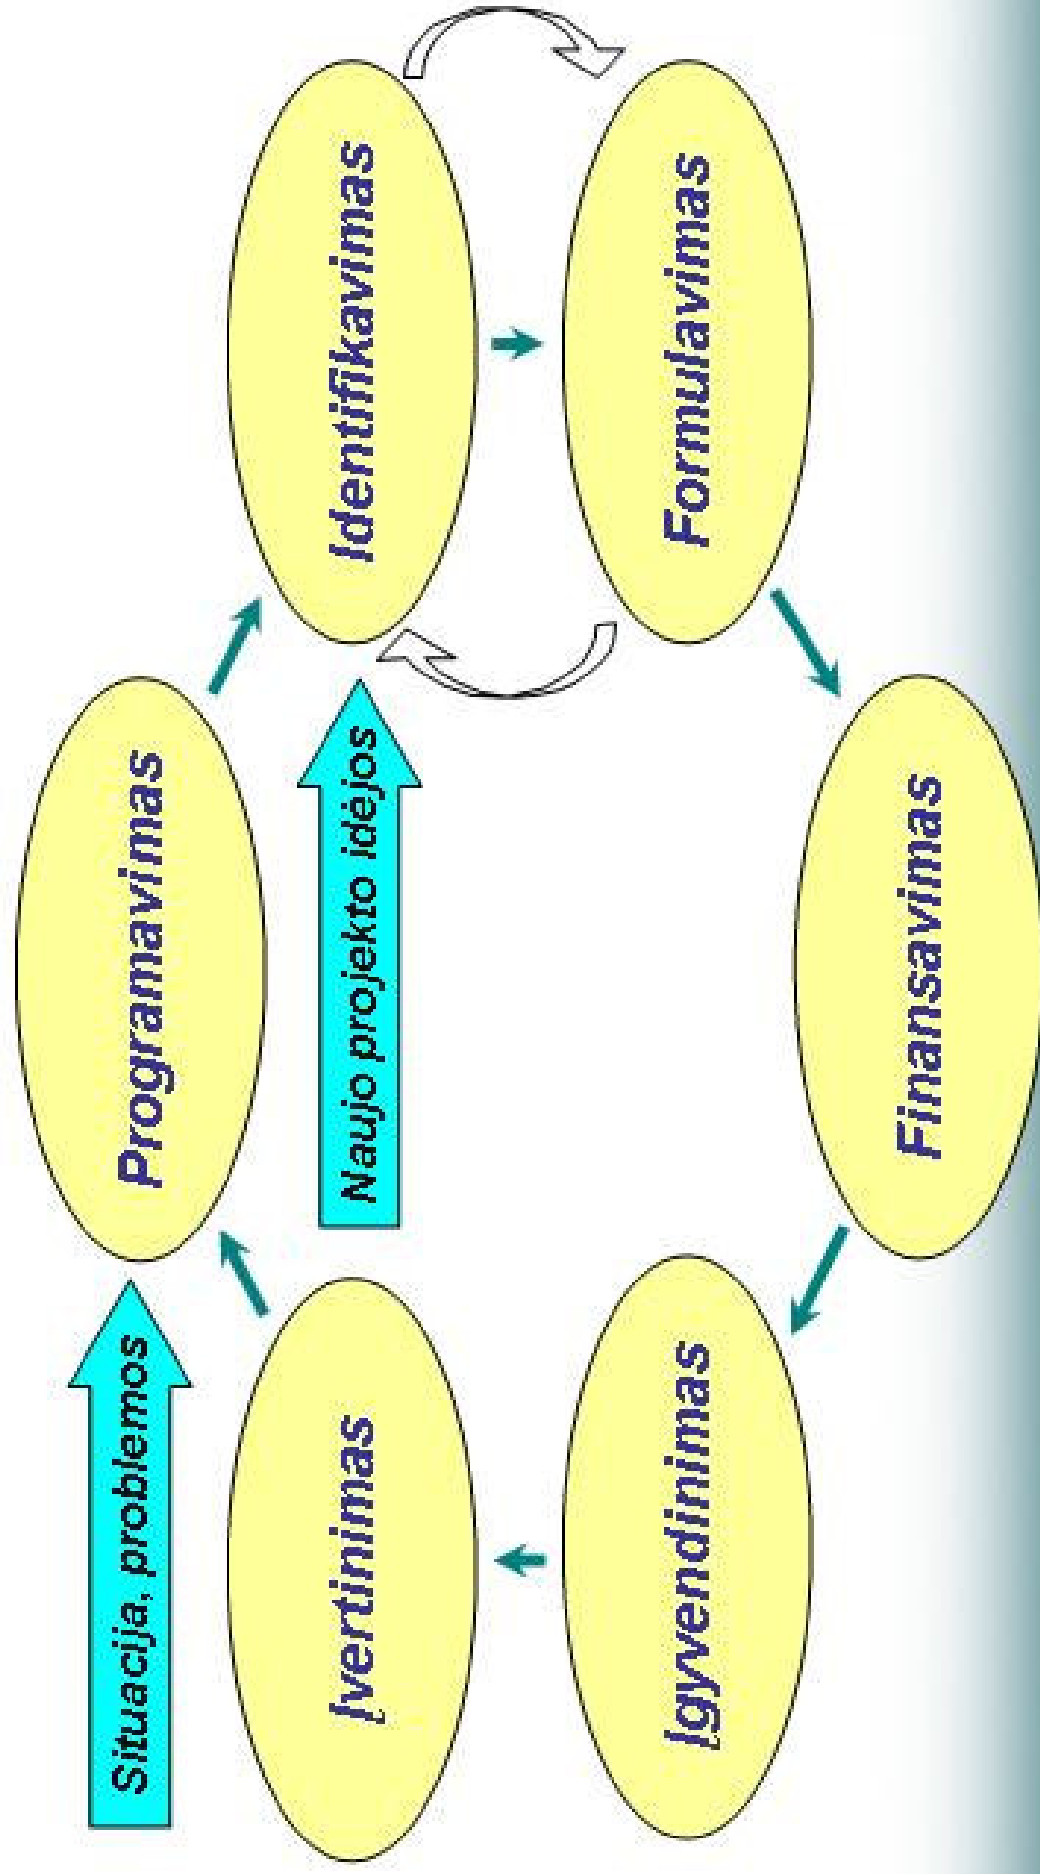 Situacija, problemos
Programavimas
Naujo projekto idėjos
Identifikavimas
Formulavimas
Finansavimas
Įgyvendinimas
Įvertinimas